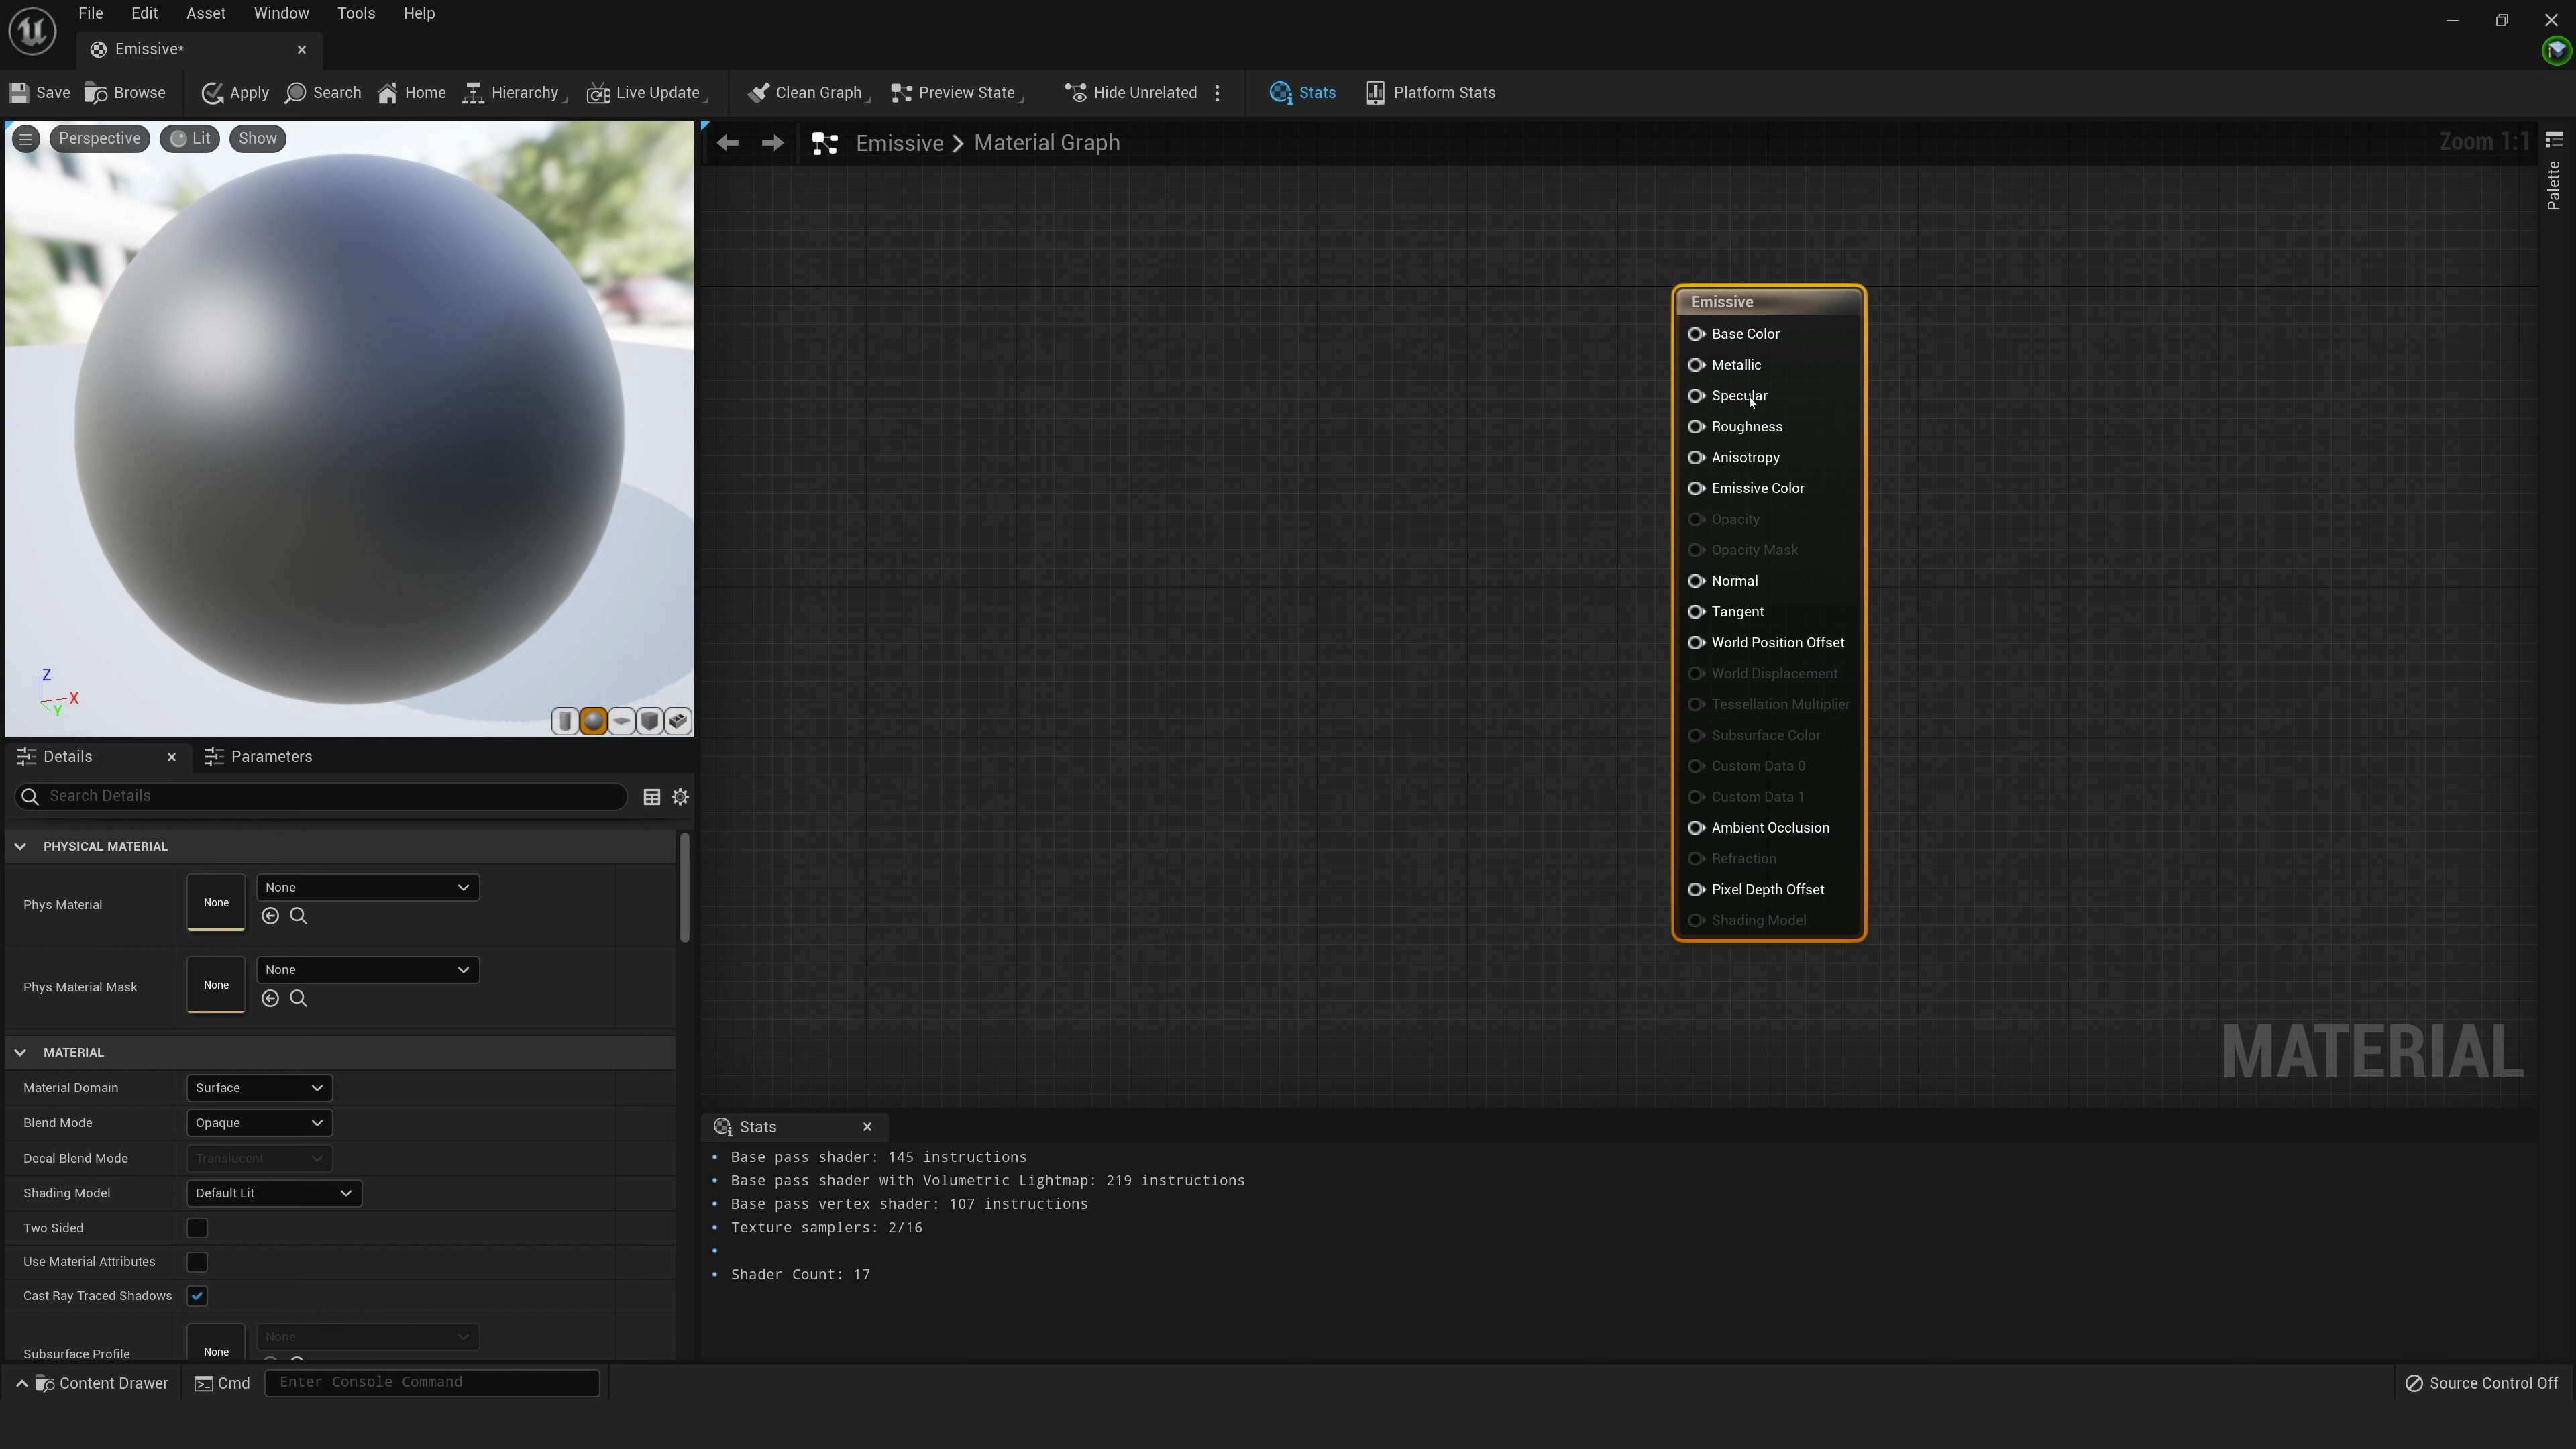 File Edit Asset Window Tools Help
Emissive*
Save Browse Apply Search Home Hierarchy Live Update Clean Graph Preview State Hide Unrelated Stats Platform Stats
Perspective Lit Show
Z
X
Y
Emissive > Material Graph
Zoom 1:1
Palette
Emissive
Base Color
Metallic
Specular
Roughness
Anisotropy
Emissive Color
Opacity
Opacity Mask
Normal
Tangent
World Position Offset
World Displacement
Tessellation Multiplier
Subsurface Color
Custom Data 0
Custom Data 1
Ambient Occlusion
Refraction
Pixel Depth Offset
Shading Model
MATERIAL
Details Parameters
Search Details
PHYSICAL MATERIAL
Phys Material None None
Phys Material Mask None None
MATERIAL
Material Domain Surface
Blend Mode Opaque
Decal Blend Mode Translucent
Shading Model Default Lit
Two Sided
Use Material Attributes
Cast Ray Traced Shadows
Subsurface Profile None None
Stats
Base pass shader: 145 instructions
Base pass shader with Volumetric Lightmap: 219 instructions
Base pass vertex shader: 107 instructions
Texture samplers: 2/16
Shader Count: 17
Content Drawer Cmd Enter Console Command Source Control Off